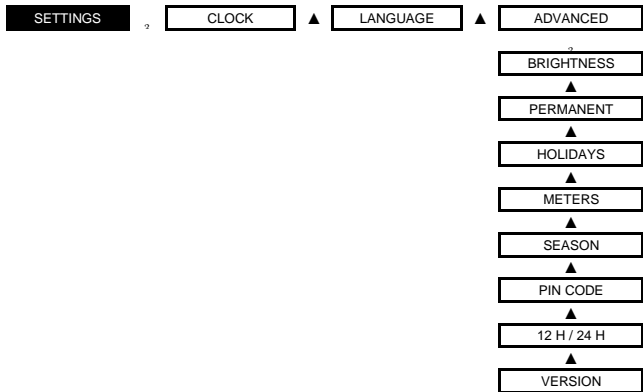 SETTINGS CLOCK ▲ LANGUAGE ▲ ADVANCED
BRIGHTNESS
▲
PERMANENT
▲
HOLIDAYS
▲
METERS
▲
SEASON
▲
PIN CODE
▲
12 H / 24 H
▲
VERSION